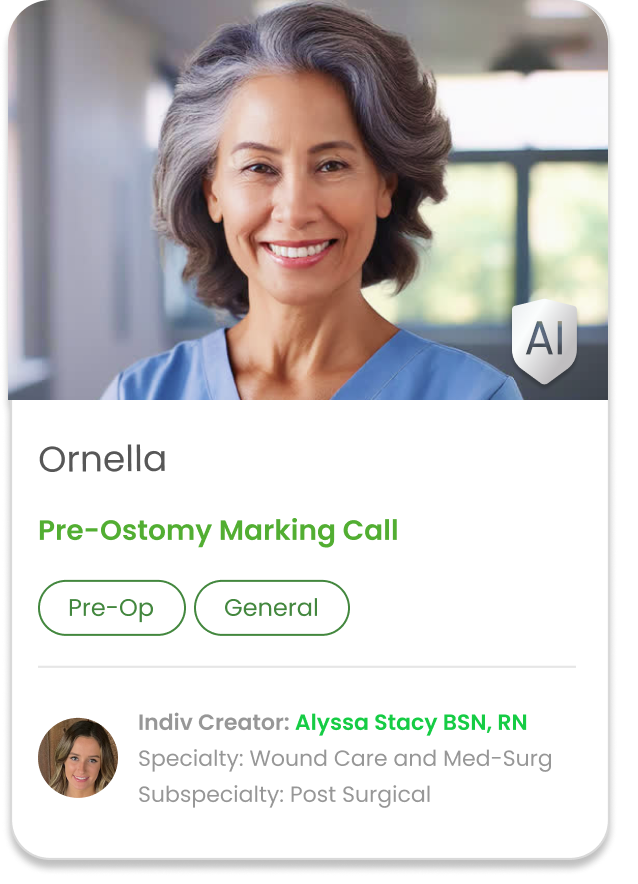 AI
Ornella
Pre-Ostomy Marking Call
Pre-Op General
Indiv Creator: Alyssa Stacy BSN, RN
Specialty: Wound Care and Med-Surg
Subspecialty: Post Surgical